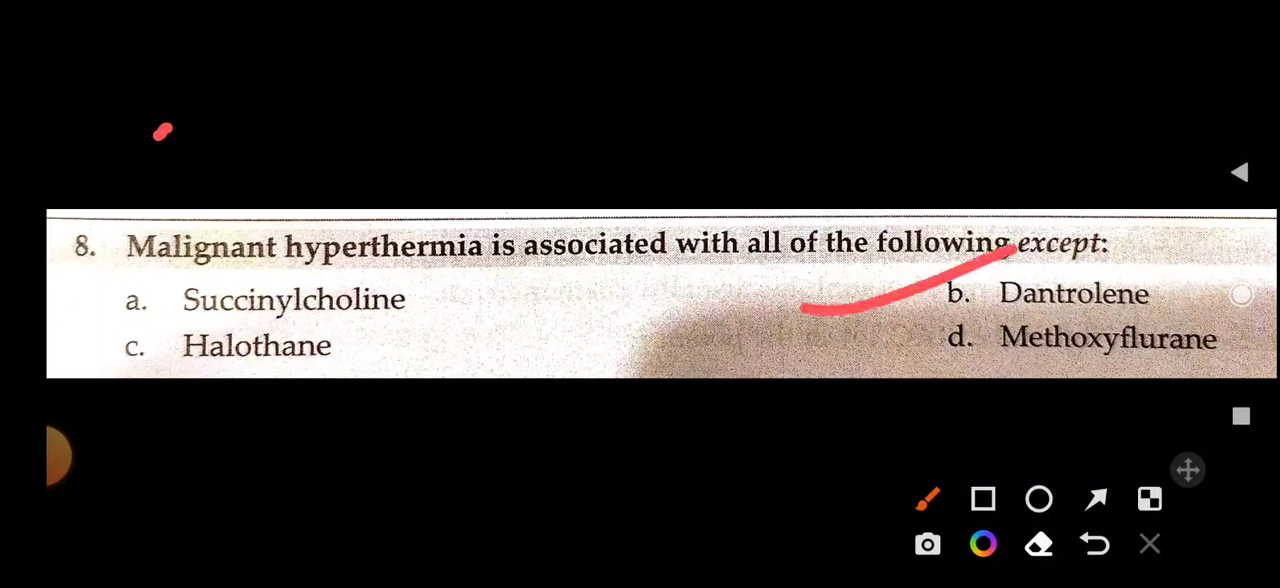 8. Malignant hyperthermia is associated with all of the following except:
a. Succinylcholine b. Dantrolene
c. Halothane d. Methoxyflurane